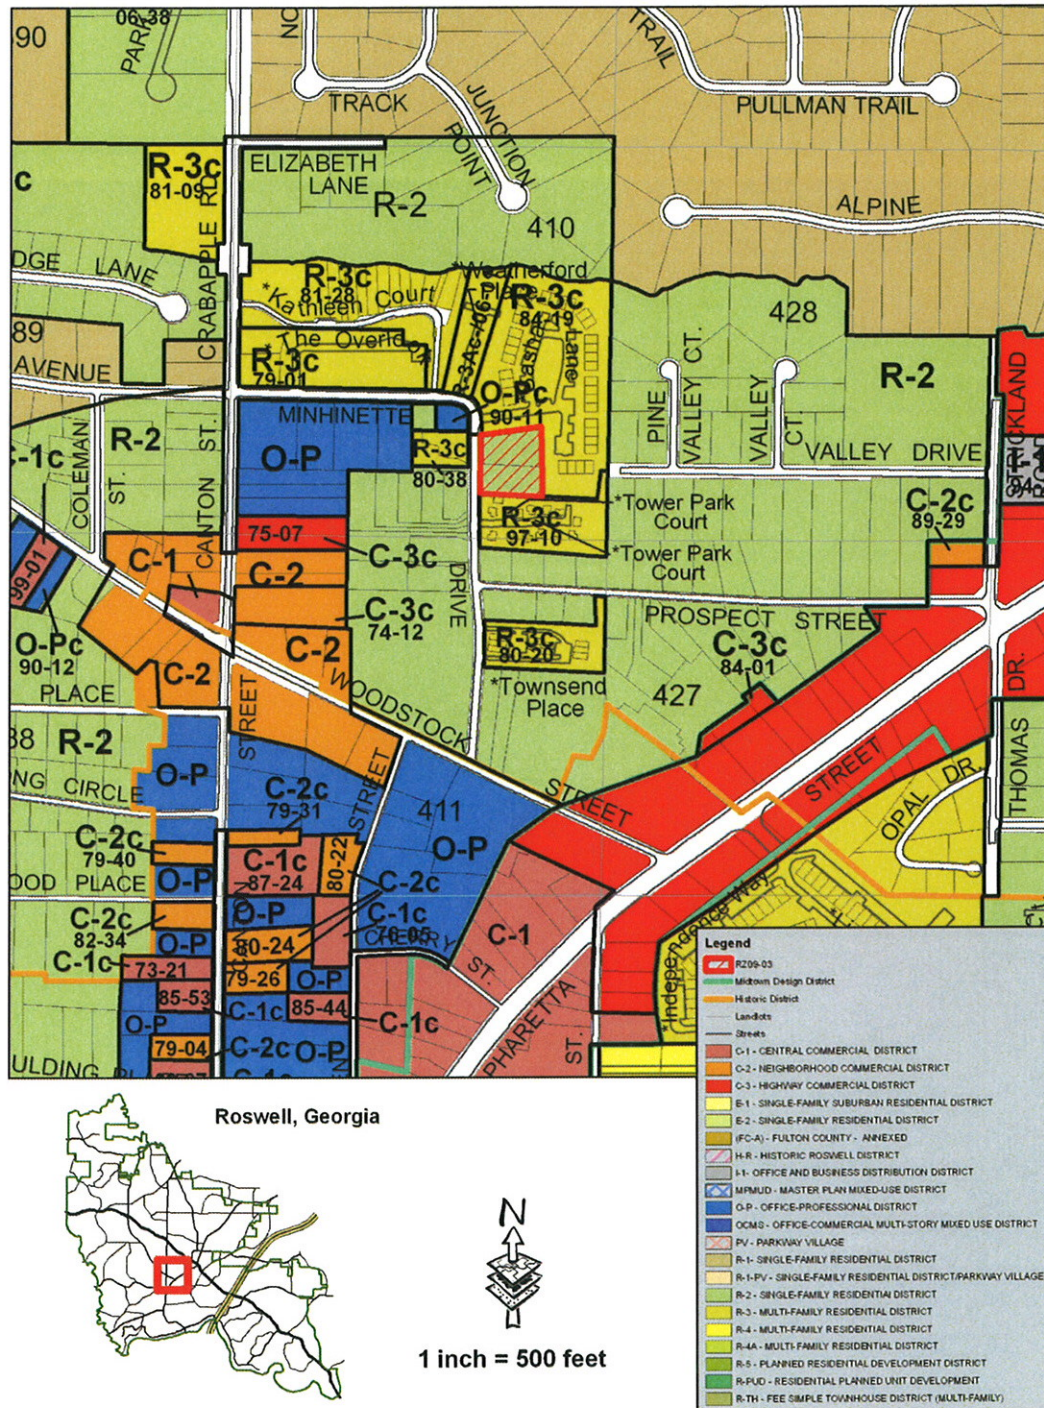 06-38
PARK
90
NO
TRAIL
TRACK
JUNCTION
POINT
PULLMAN TRAIL
ELIZABETH
LANE
R-3c
81-09
c
CRABAPPLE RD
R-2
410
ALPINE
DGE LANE
*Weatherford
Place
R-3c
81-28
*Kathleen Court
R-3c
84-19
Lane
428
89
AVENUE
*The Overlook
R-3c
79-01
R-3Ac-/06-
O-Pc
90-11
MINHINETTE
PINE
VALLEY CT.
VALLEY
CT.
R-2
STRICKLAND
COLEMAN
ST.
R-2
CANTON ST.
O-P
R-3c
80-38
VALLEY DRIVE
-1c
C-2c
89-29
*Tower Park
Court
R-3c
97-10
*Tower Park
Court
75-07
C-3c
99-01
C-1
C-2
DRIVE
PROSPECT STREET
C-3c
74-12
O-Pc
90-12
C-2
C-2
R-3c
80-20
C-3c
84-01
PLACE
WOODSTOCK
*Townsend
Place
427
DR.
88
R-2
STREET
O-P
NG CIRCLE
C-2c
79-31
STREET
411
STREET
STREET
OPAL DR.
THOMAS
O-P
C-2c
79-40
C-1c
87-24
80-22
OOD PLACE
O-P
C-2c
C-2c
82-34
O-P
O-P
C-1c
76-05
80-24
CHERRY
ST.
C-1
*Independence Way
C-1c
73-21
79-26
O-P
85-53
C-1c
85-44
C-1c
O-P
79-04
C-2c
O-P
PHARETTA
ST.
ULDING PL
Legend
RZ09-03
Midtown Design District
Historic District
Landlots
Streets
C-1 - CENTRAL COMMERCIAL DISTRICT
C-2 - NEIGHBORHOOD COMMERCIAL DISTRICT
C-3 - HIGHWAY COMMERCIAL DISTRICT
E-1 - SINGLE-FAMILY SUBURBAN RESIDENTIAL DISTRICT
E-2 - SINGLE-FAMILY RESIDENTIAL DISTRICT
(FC-A) - FULTON COUNTY - ANNEXED
H-R - HISTORIC ROSWELL DISTRICT
I-1- OFFICE AND BUSINESS DISTRIBUTION DISTRICT
MPMUD - MASTER PLAN MIXED-USE DISTRICT
O-P - OFFICE-PROFESSIONAL DISTRICT
OCMS - OFFICE-COMMERCIAL MULTI-STORY MIXED USE DISTRICT
PV - PARKWAY VILLAGE
R-1- SINGLE-FAMILY RESIDENTIAL DISTRICT
R-1-PV - SINGLE-FAMILY RESIDENTIAL DISTRICT/PARKWAY VILLAGE
R-2 - SINGLE-FAMILY RESIDENTIAL DISTRICT
R-3 - MULTI-FAMILY RESIDENTIAL DISTRICT
R-4 - MULTI-FAMILY RESIDENTIAL DISTRICT
R-4A - MULTI-FAMILY RESIDENTIAL DISTRICT
R-5 - PLANNED RESIDENTIAL DEVELOPMENT DISTRICT
R-PUD - RESIDENTIAL PLANNED UNIT DEVELOPMENT
R-TH - FEE SIMPLE TOWNHOUSE DISTRICT (MULTI-FAMILY)
Roswell, Georgia
N
1 inch = 500 feet